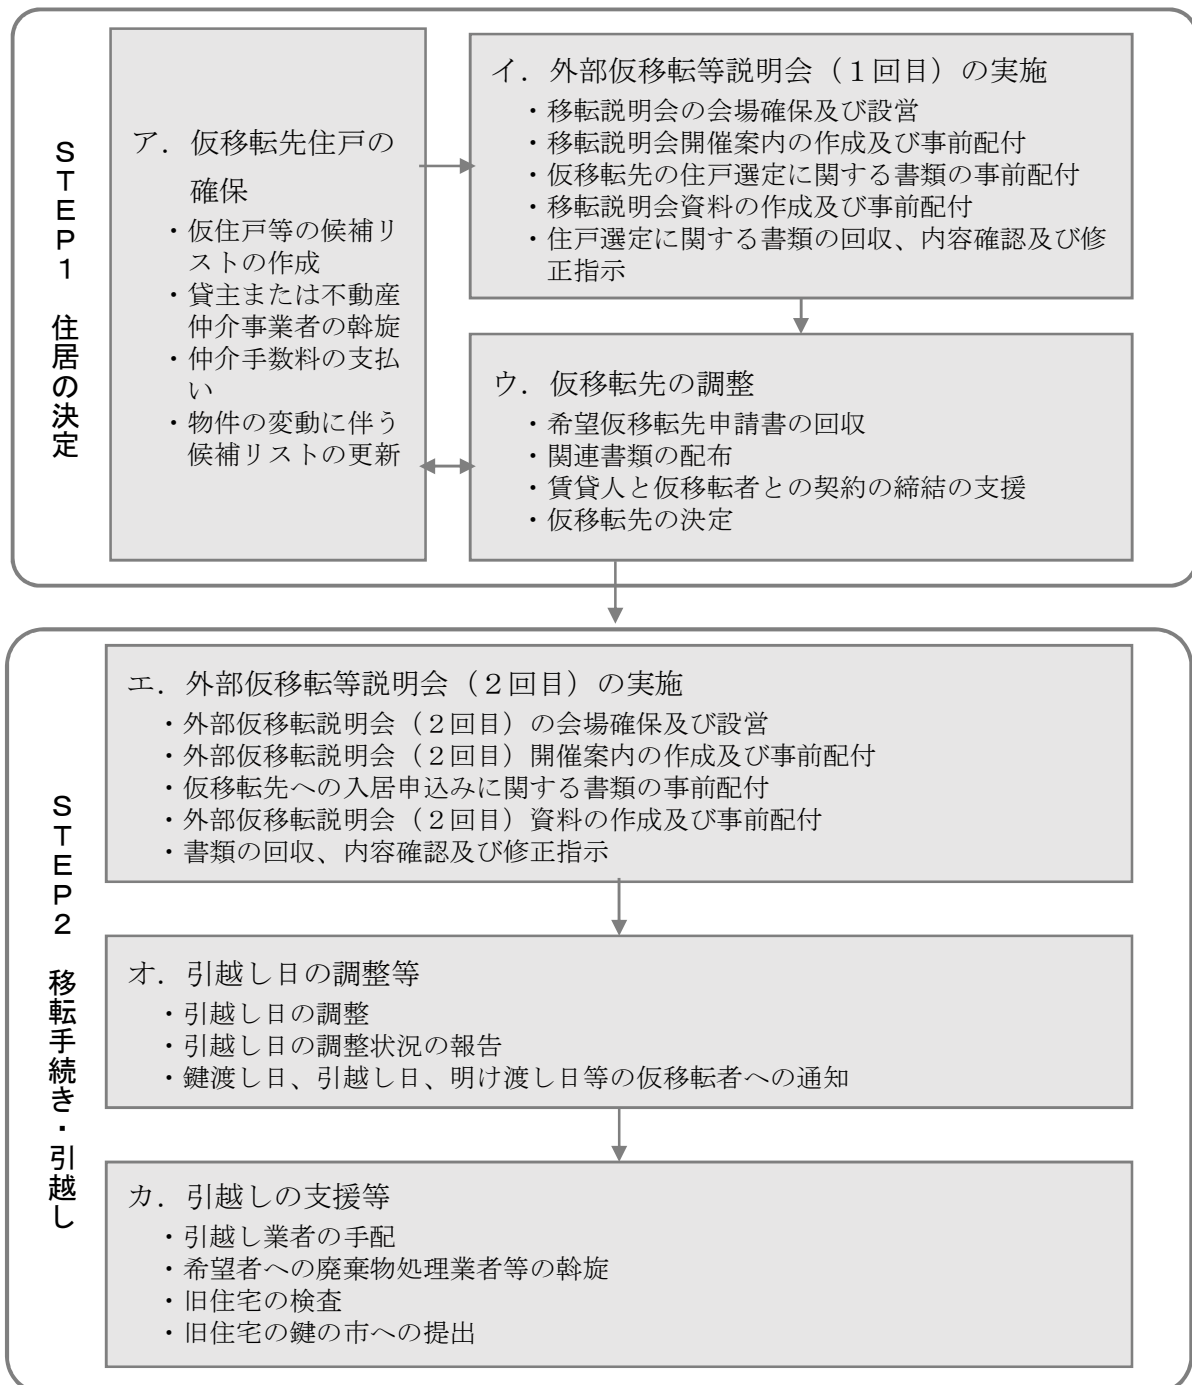 STEP1 住居の決定
ア．仮移転先住戸の
確保
・仮住戸等の候補リ
ストの作成
・貸主または不動産
仲介事業者の斡旋
・仲介手数料の支払
い
・物件の変動に伴う
候補リストの更新
イ．外部仮移転等説明会（１回目）の実施
・移転説明会の会場確保及び設営
・移転説明会開催案内の作成及び事前配付
・仮移転先の住戸選定に関する書類の事前配付
・移転説明会資料の作成及び事前配付
・住戸選定に関する書類の回収、内容確認及び修
正指示
ウ．仮移転先の調整
・希望仮移転先申請書の回収
・関連書類の配布
・賃貸人と仮移転者との契約の締結の支援
・仮移転先の決定
STEP2 移転手続き・引越し
エ．外部仮移転等説明会（２回目）の実施
・外部仮移転説明会（２回目）の会場確保及び設営
・外部仮移転説明会（２回目）開催案内の作成及び事前配付
・仮移転先への入居申込みに関する書類の事前配付
・外部仮移転説明会（２回目）資料の作成及び事前配付
・書類の回収、内容確認及び修正指示
オ．引越し日の調整等
・引越し日の調整
・引越し日の調整状況の報告
・鍵渡し日、引越し日、明け渡し日等の仮移転者への通知
カ．引越しの支援等
・引越し業者の手配
・希望者への廃棄物処理業者等の斡旋
・旧住宅の検査
・旧住宅の鍵の市への提出